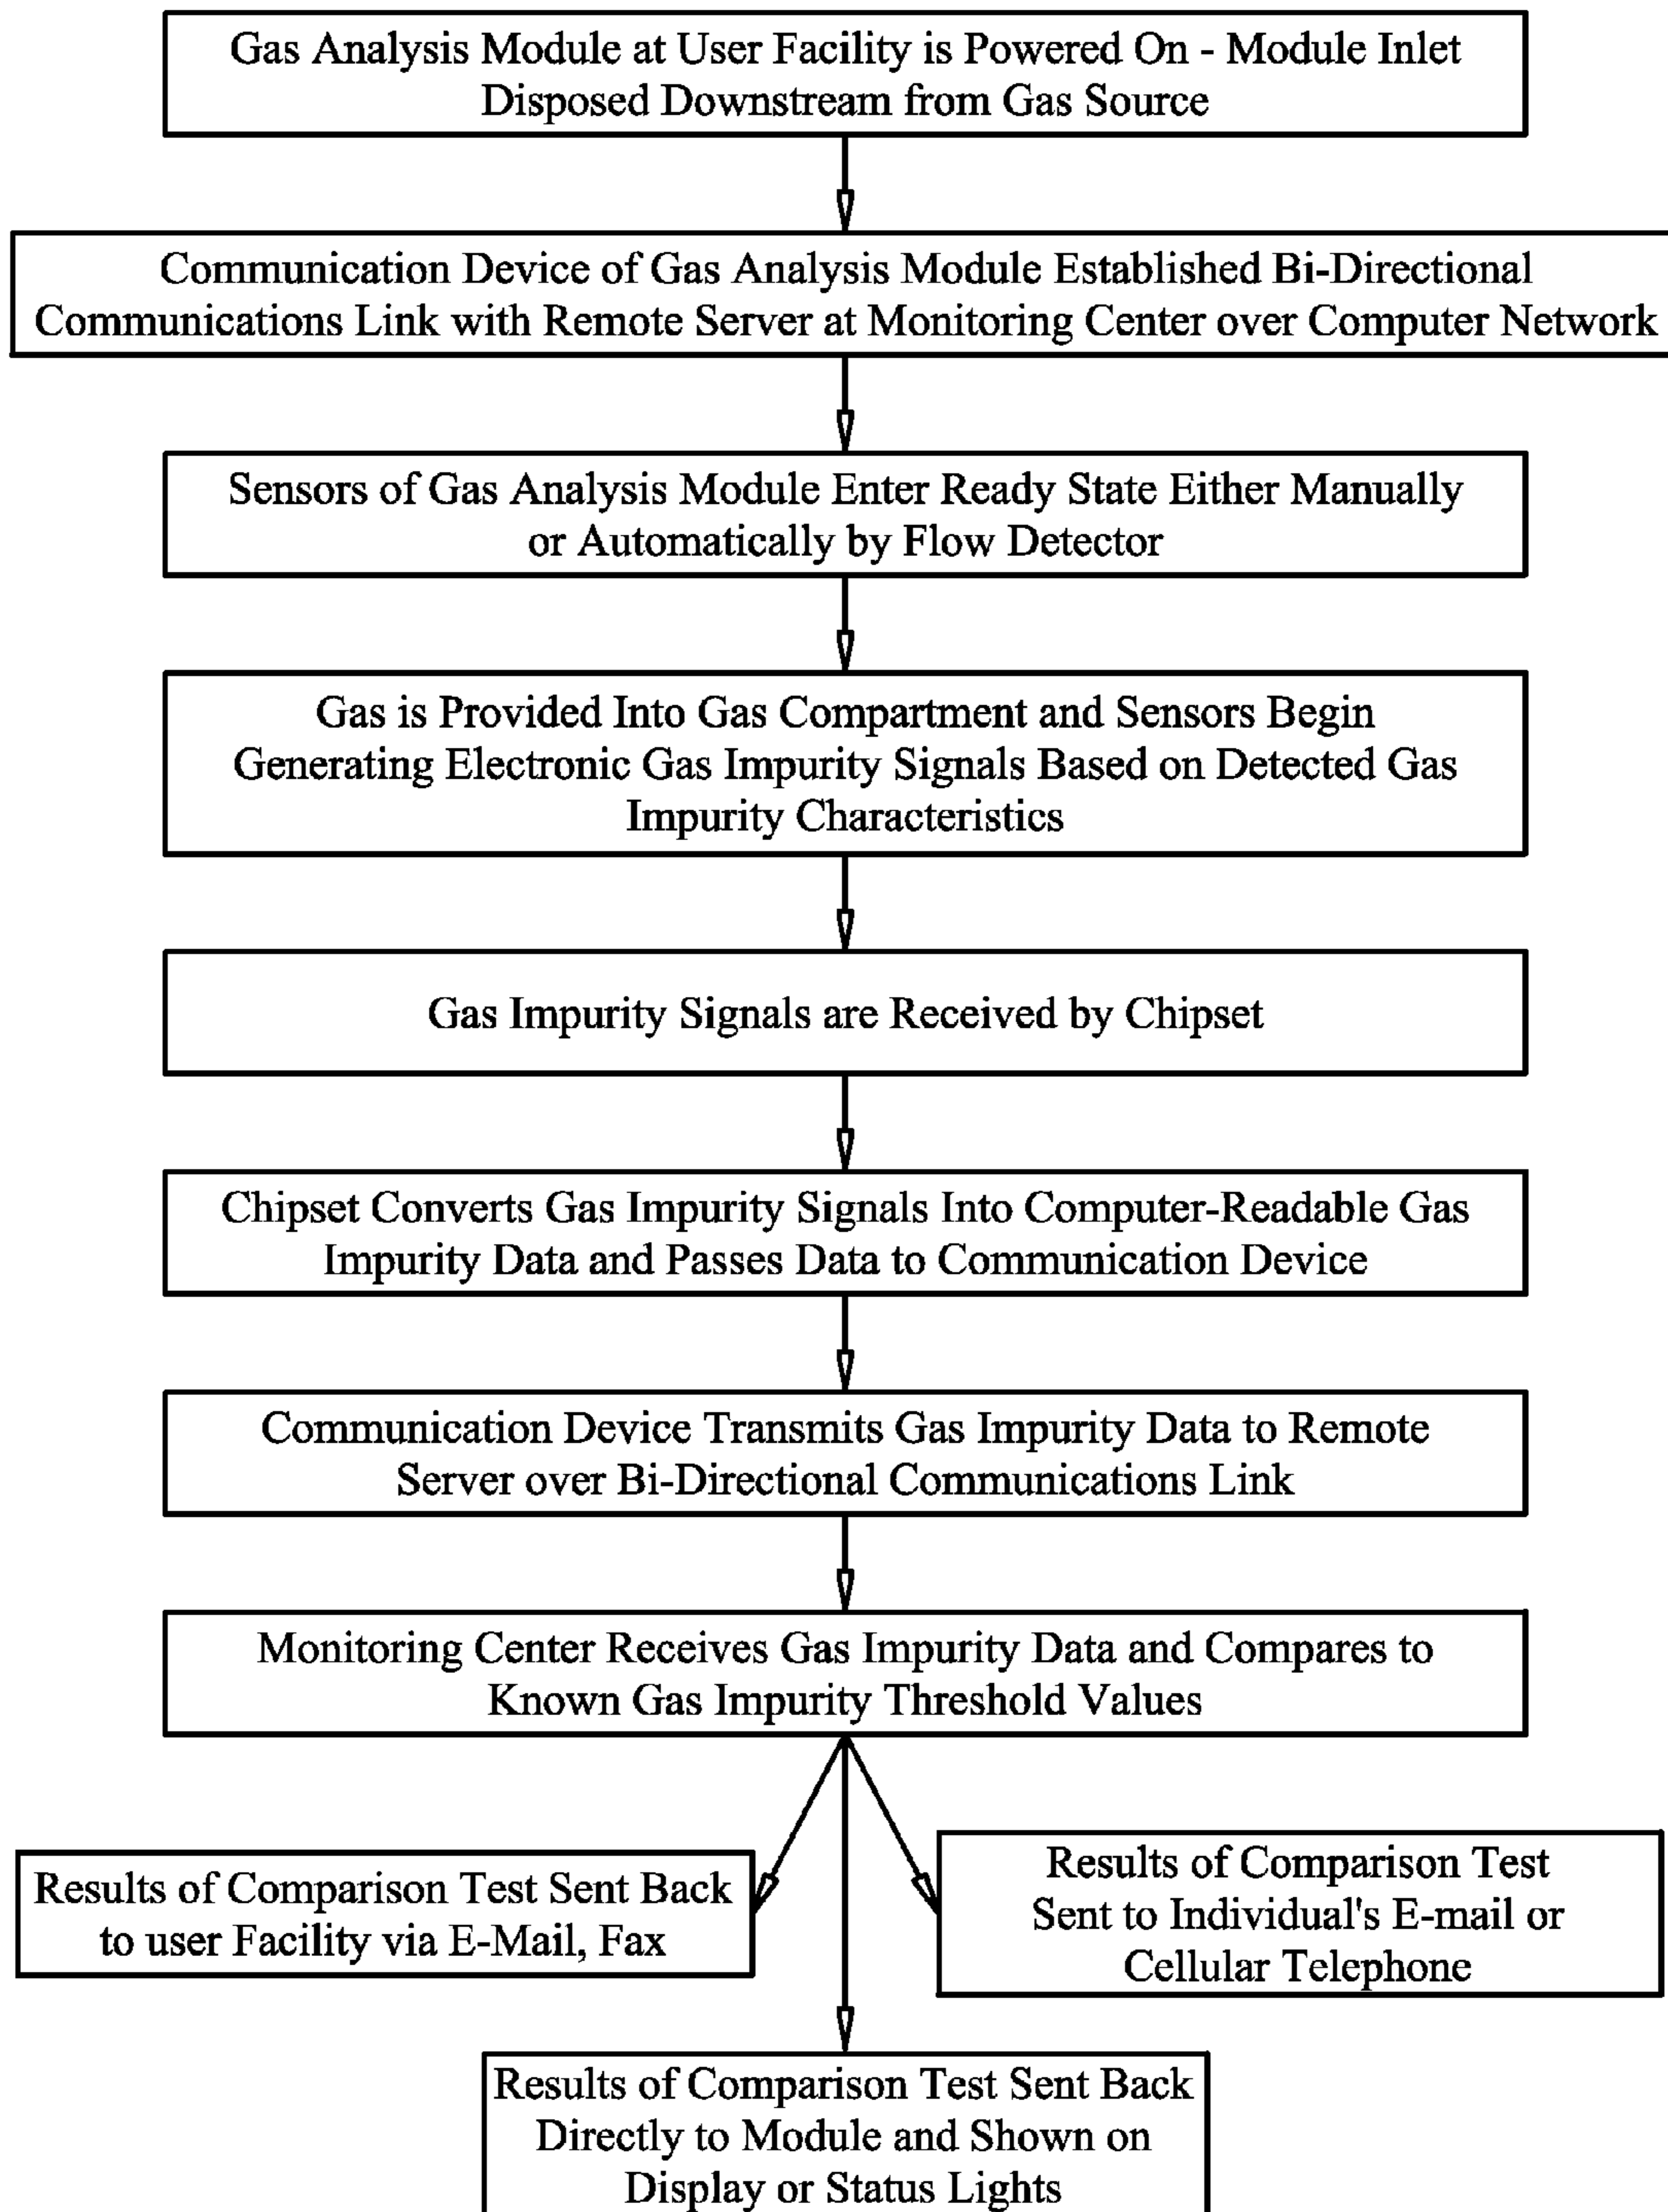 Gas Analysis Module at User Facility is Powered On - Module Inlet
Disposed Downstream from Gas Source
Communication Device of Gas Analysis Module Established Bi-Directional
Communications Link with Remote Server at Monitoring Center over Computer Network
Sensors of Gas Analysis Module Enter Ready State Either Manually
or Automatically by Flow Detector
Gas is Provided Into Gas Compartment and Sensors Begin
Generating Electronic Gas Impurity Signals Based on Detected Gas
Impurity Characteristics
Gas Impurity Signals are Received by Chipset
Chipset Converts Gas Impurity Signals Into Computer-Readable Gas
Impurity Data and Passes Data to Communication Device
Communication Device Transmits Gas Impurity Data to Remote
Server over Bi-Directional Communications Link
Monitoring Center Receives Gas Impurity Data and Compares to
Known Gas Impurity Threshold Values
Results of Comparison Test Sent Back
to user Facility via E-Mail, Fax
Results of Comparison Test
Sent to Individual's E-mail or
Cellular Telephone
Results of Comparison Test Sent Back
Directly to Module and Shown on
Display or Status Lights